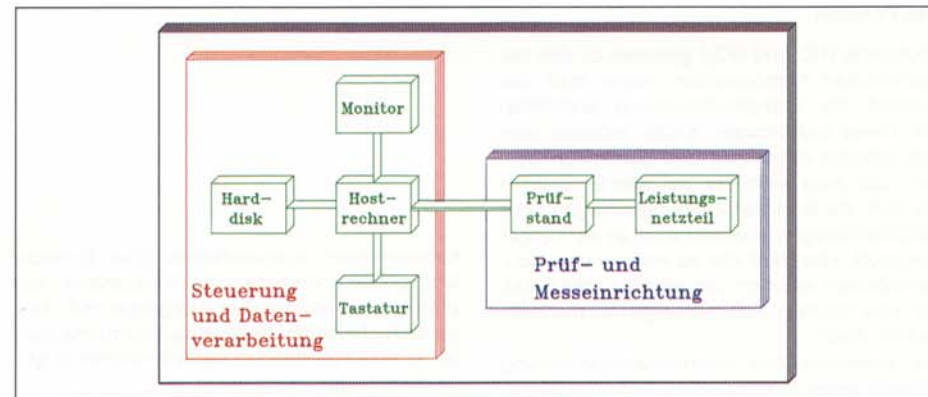 Monitor
Hard-
disk
Host-
rechner
Prüf-
stand
Leistungs-
netzteil
Tastatur
Steuerung
und Daten-
verarbeitung
Prüf- und
Messeinrichtung